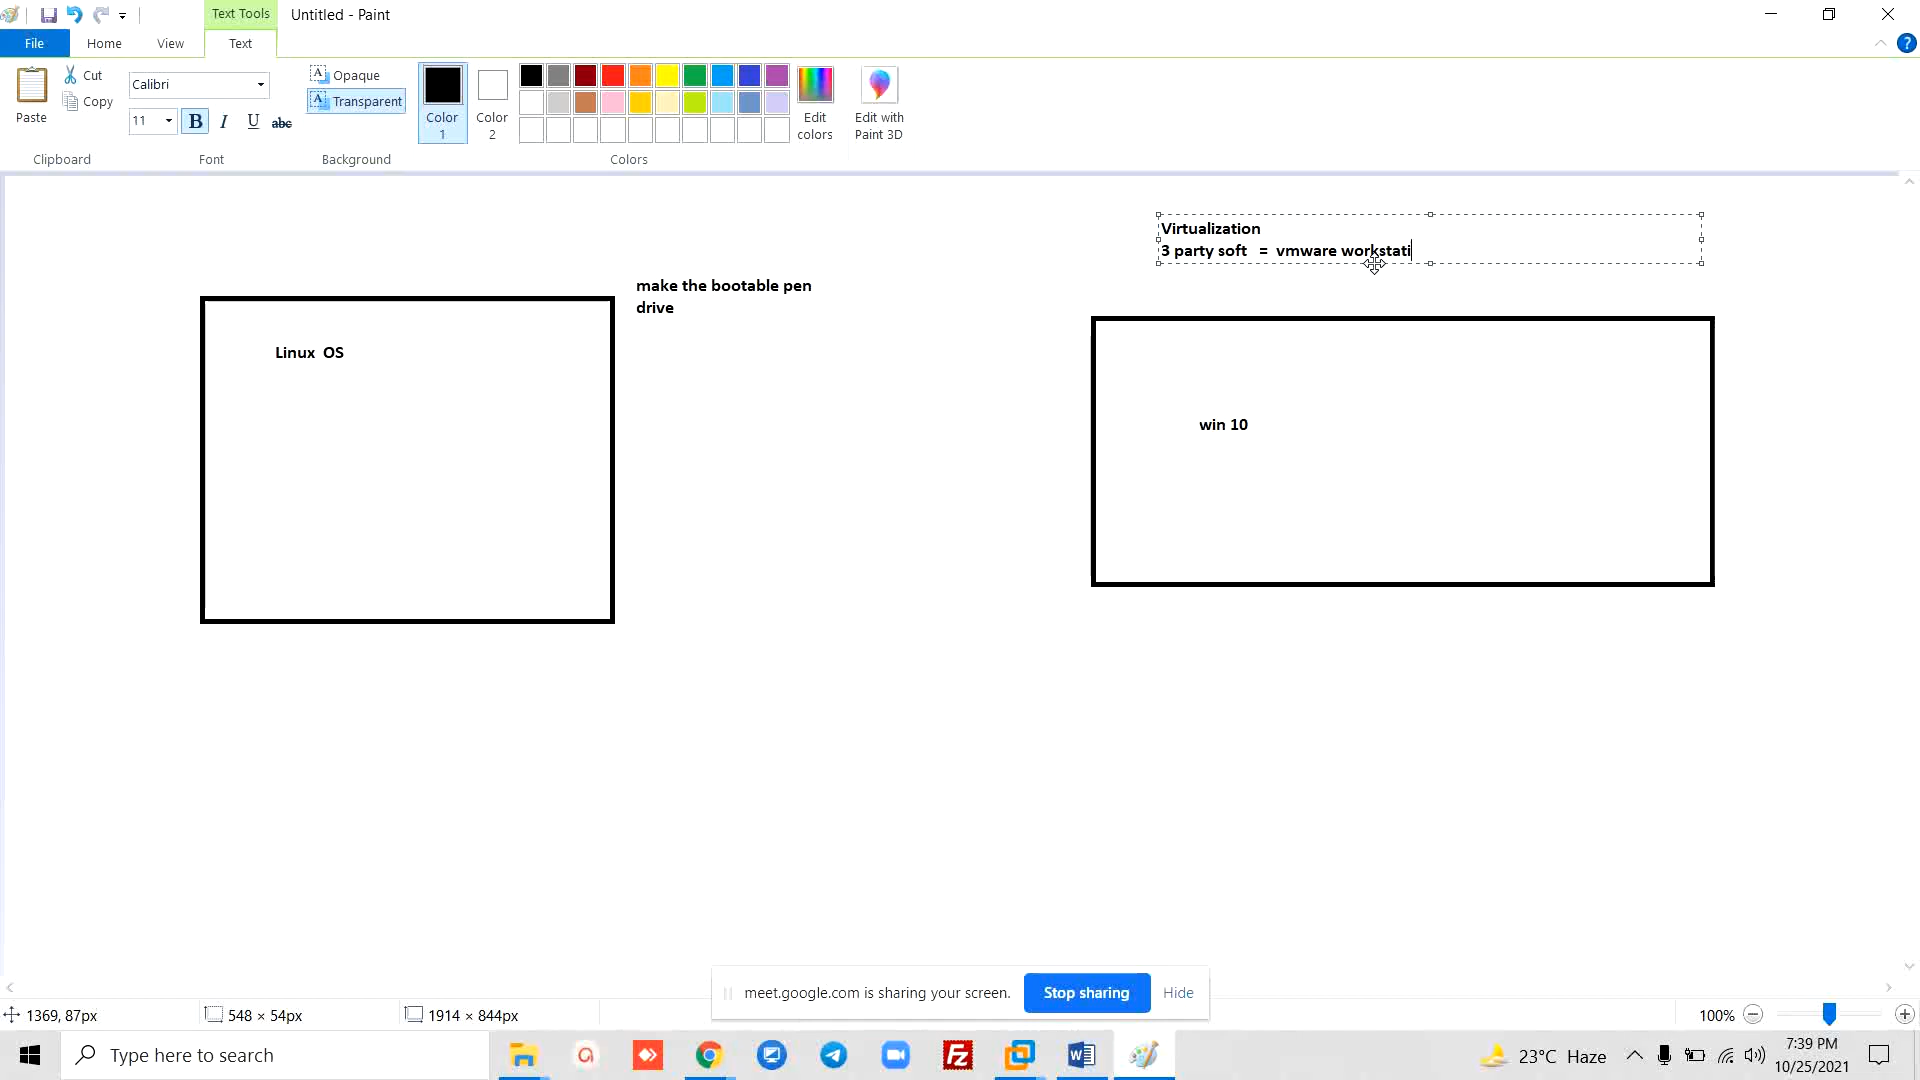 Text Tools
Untitled - Paint
File
Home
View
Text
Paste
Cut
Copy
Calibri
11
B
I
U
abc
Opaque
Transparent
Color
1
Color
2
Edit
colors
Edit with
Paint 3D
Clipboard
Font
Background
Colors
Virtualization
3 party soft = vmware workstati
make the bootable pen
drive
Linux OS
win 10
meet.google.com is sharing your screen.
Stop sharing
Hide
1369, 87px
548 × 54px
1914 × 844px
100%
Type here to search
23°C Haze
7:39 PM
10/25/2021